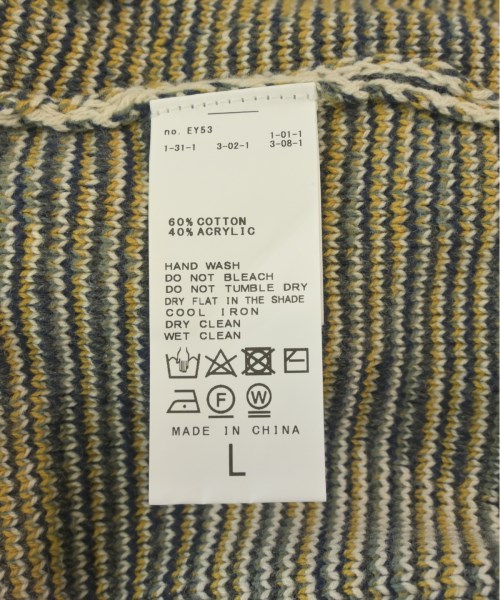 no. EY53
1-01-1
1-31-1 3-02-1 3-08-1
60% COTTON
40% ACRYLIC
HAND WASH
DO NOT BLEACH
DO NOT TUMBLE DRY
DRY FLAT IN THE SHADE
COOL IRON
DRY CLEAN
WET CLEAN
F W
MADE IN CHINA
L